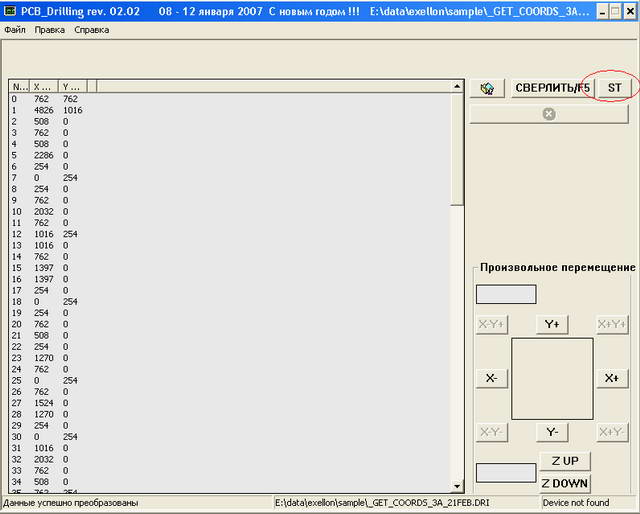 PCB_Drilling rev. 02.02 08 - 12 января 2007 С новым годом !!! E:\data\exellon\sample\_GET_COORDS_3A...
Файл Правка Справка
N... X ... Y ...
0 762 762
1 4826 1016
2 508 0
3 762 0
4 508 0
5 2286 0
6 254 0
7 0 254
8 254 0
9 762 0
10 2032 0
11 762 0
12 1016 254
13 1016 0
14 762 0
15 1397 0
16 1397 0
17 254 0
18 0 254
19 254 0
20 762 0
21 508 0
22 254 0
23 1270 0
24 762 0
25 0 254
26 762 0
27 1524 0
28 1270 0
29 254 0
30 0 254
31 1016 0
32 2032 0
33 762 0
34 508 0
35 762 254
СВЕРЛИТЬ/F5 ST
Произвольное перемещение
X-Y+ Y+ X+Y+
X- X+
X-Y- Y- X+Y-
Z UP
Z DOWN
Данные успешно преобразованы E:\data\exellon\sample\_GET_COORDS_3A_21FEB.DRI Device not found